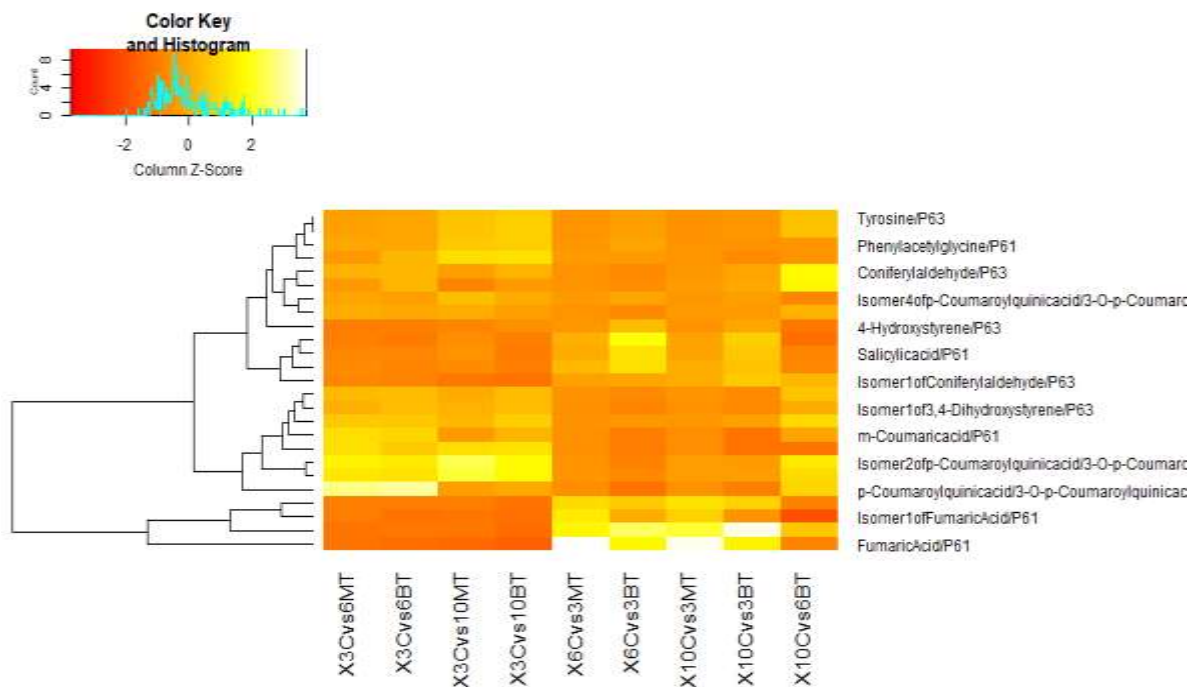 Color Key
and Histogram
Count
0 4 8
-2 0 2
Column Z-Score
Tyrosine/P63
Phenylacetylglycine/P61
Coniferylaldehyde/P63
Isomer4ofp-Coumaroylquinicacid/3-O-p-Coumaro
4-Hydroxystyrene/P63
Salicylicacid/P61
Isomer1ofConiferylaldehyde/P63
Isomer1of3,4-Dihydroxystyrene/P63
m-Coumaricacid/P61
Isomer2ofp-Coumaroylquinicacid/3-O-p-Coumaro
p-Coumaroylquinicacid/3-O-p-Coumaroylquinicac
Isomer1ofFumaricAcid/P61
FumaricAcid/P61
X3Cvs6MT
X3Cvs6BT
X3Cvs10MT
X3Cvs10BT
X6Cvs3MT
X6Cvs3BT
X10Cvs3MT
X10Cvs3BT
X10Cvs6BT